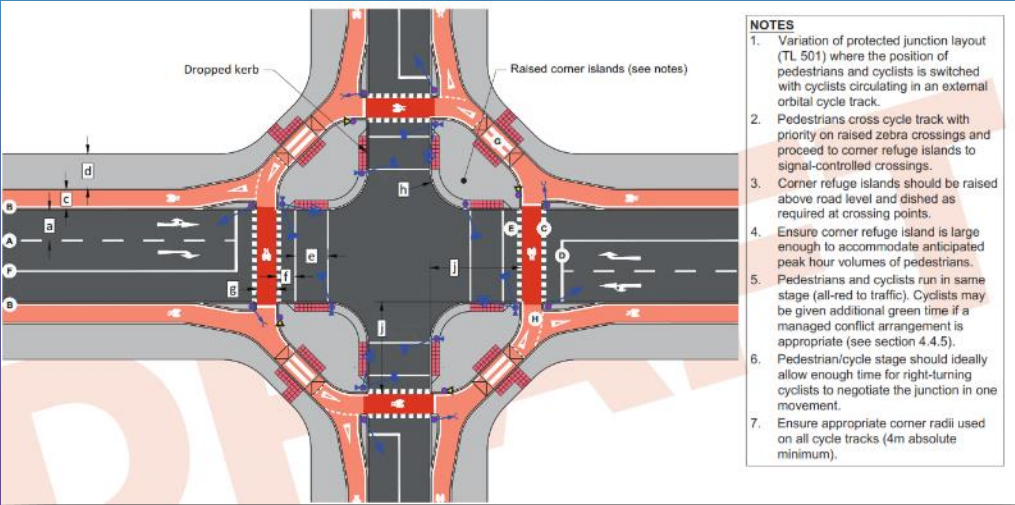 Dropped kerb
Raised corner islands (see notes)
G
d
c
h
B
a
A
E
C
e
D
j
F
f
g
B
j
H
NOTES
1. Variation of protected junction layout
(TL 501) where the position of
pedestrians and cyclists is switched
with cyclists circulating in an external
orbital cycle track.
2. Pedestrians cross cycle track with
priority on raised zebra crossings and
proceed to corner refuge islands to
signal-controlled crossings.
3. Corner refuge islands should be raised
above road level and dished as
required at crossing points.
4. Ensure corner refuge island is large
enough to accommodate anticipated
peak hour volumes of pedestrians.
5. Pedestrians and cyclists run in same
stage (all-red to traffic). Cyclists may
be given additional green time if a
managed conflict arrangement is
appropriate (see section 4.4.5).
6. Pedestrian/cycle stage should ideally
allow enough time for right-turning
cyclists to negotiate the junction in one
movement.
7. Ensure appropriate corner radii used
on all cycle tracks (4m absolute
minimum).
DRAFT